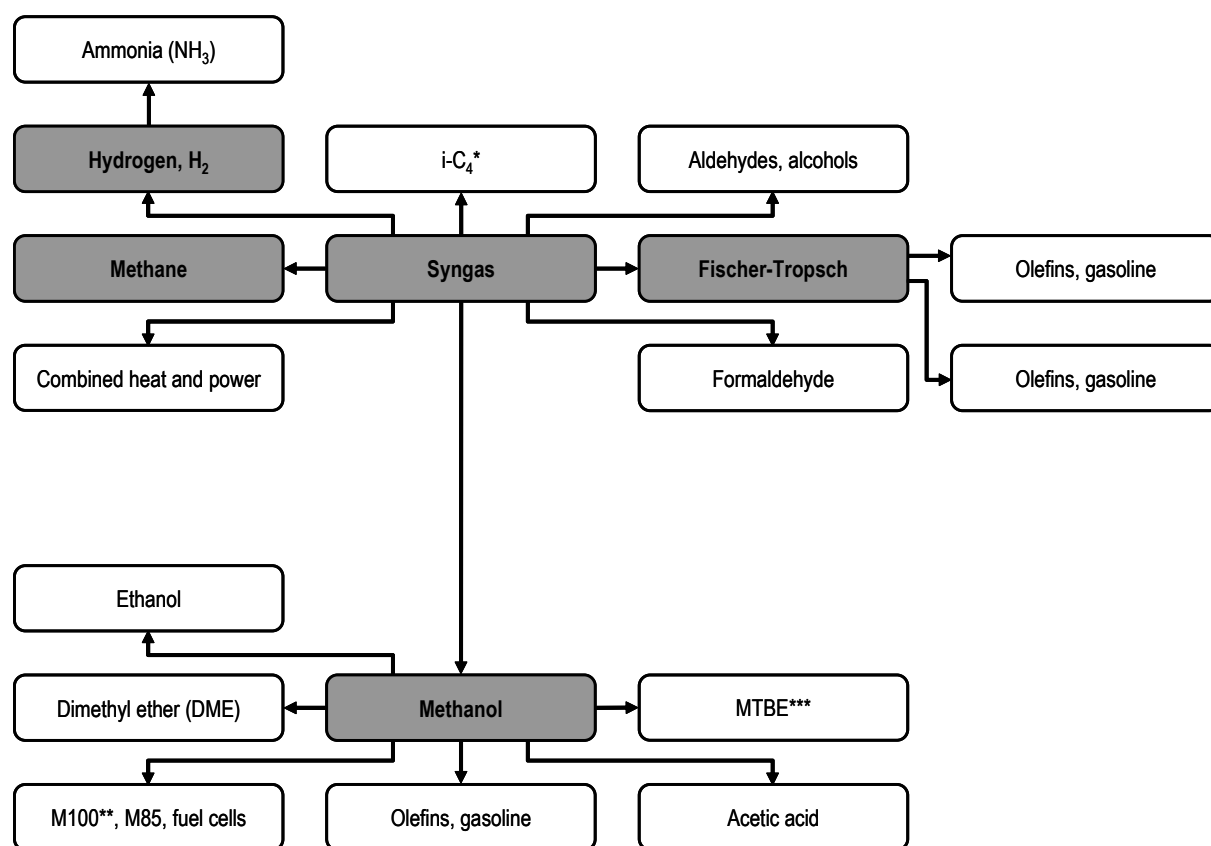 Ammonia (NH₃)
Hydrogen, H₂
i-C₄*
Aldehydes, alcohols
Methane
Syngas
Fischer-Tropsch
Olefins, gasoline
Combined heat and power
Formaldehyde
Olefins, gasoline
Ethanol
Dimethyl ether (DME)
Methanol
MTBE***
M100**, M85, fuel cells
Olefins, gasoline
Acetic acid